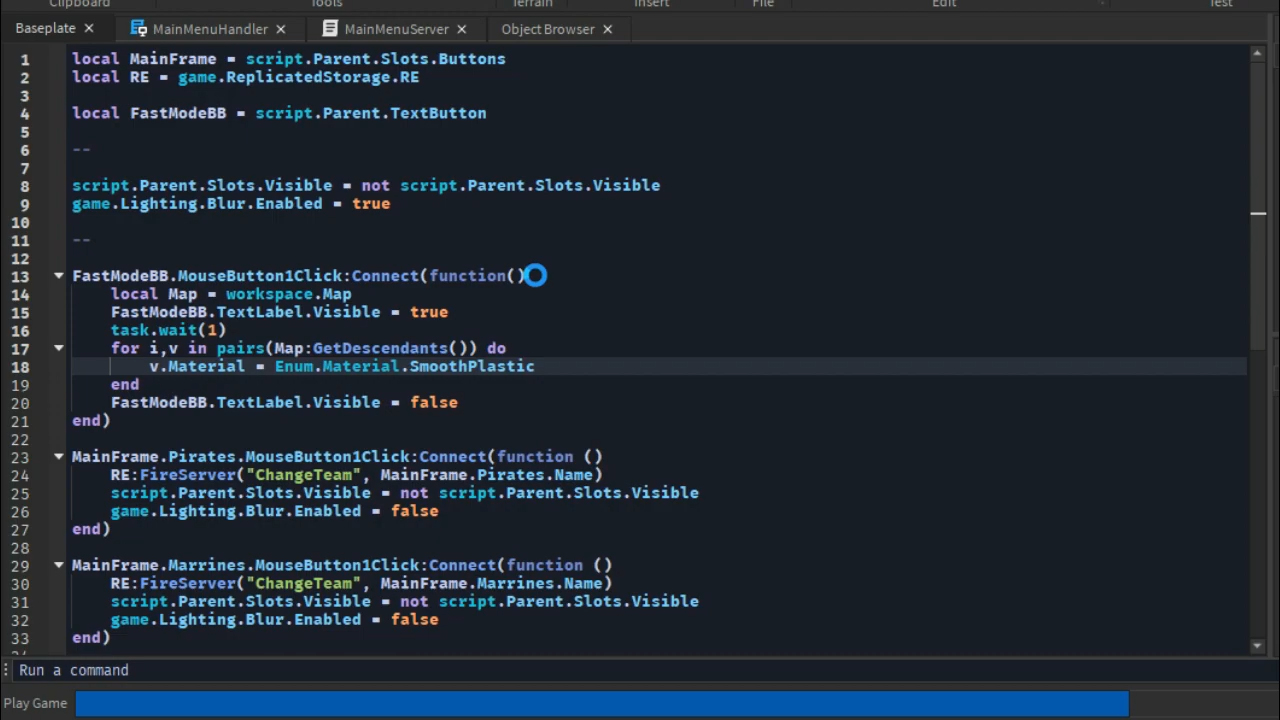 Clipboard Tools Terrain Insert File Edit Test
Baseplate MainMenuHandler MainMenuServer Object Browser
1 local MainFrame = script.Parent.Slots.Buttons
2 local RE = game.ReplicatedStorage.RE
3
4 local FastModeBB = script.Parent.TextButton
5
6 --
7
8 script.Parent.Slots.Visible = not script.Parent.Slots.Visible
9 game.Lighting.Blur.Enabled = true
10
11 --
12
13 FastModeBB.MouseButton1Click:Connect(function()
14 local Map = workspace.Map
15 FastModeBB.TextLabel.Visible = true
16 task.wait(1)
17 for i,v in pairs(Map:GetDescendants()) do
18 v.Material = Enum.Material.SmoothPlastic
19 end
20 FastModeBB.TextLabel.Visible = false
21 end)
22
23 MainFrame.Pirates.MouseButton1Click:Connect(function ()
24 RE:FireServer("ChangeTeam", MainFrame.Pirates.Name)
25 script.Parent.Slots.Visible = not script.Parent.Slots.Visible
26 game.Lighting.Blur.Enabled = false
27 end)
28
29 MainFrame.Marrines.MouseButton1Click:Connect(function ()
30 RE:FireServer("ChangeTeam", MainFrame.Marrines.Name)
31 script.Parent.Slots.Visible = not script.Parent.Slots.Visible
32 game.Lighting.Blur.Enabled = false
33 end)
Run a command
Play Game